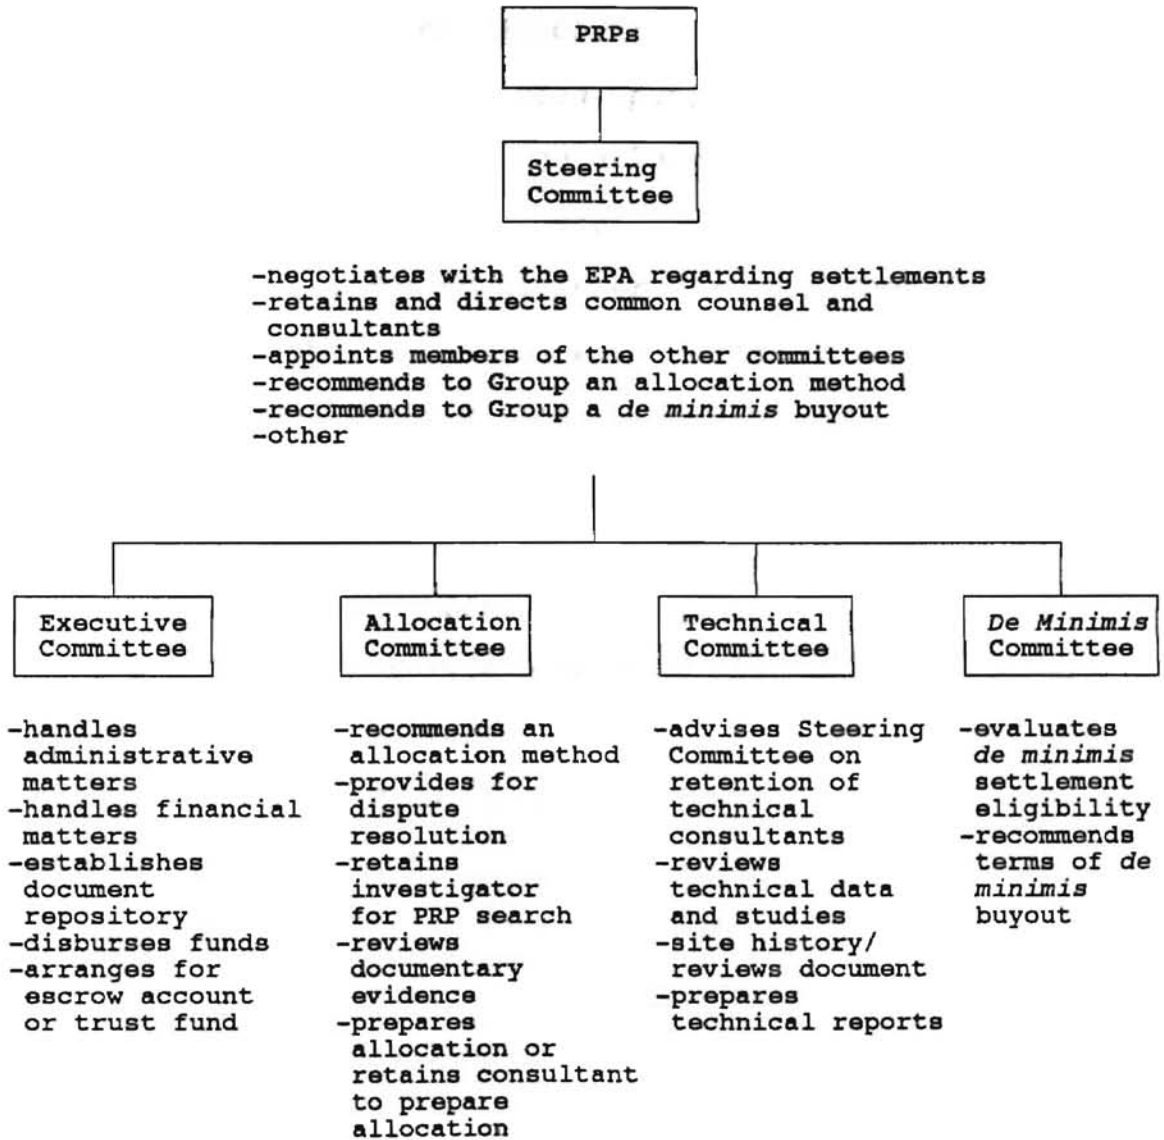 PRPs
Steering
Committee
-negotiates with the EPA regarding settlements
-retains and directs common counsel and
consultants
-appoints members of the other committees
-recommends to Group an allocation method
-recommends to Group a de minimis buyout
-other
Executive
Committee
-handles
administrative
matters
-handles financial
matters
-establishes
document
repository
-disburses funds
-arranges for
escrow account
or trust fund
Allocation
Committee
-recommends an
allocation method
-provides for
dispute
resolution
-retains
investigator
for PRP search
-reviews
documentary
evidence
-prepares
allocation or
retains consultant
to prepare
allocation
Technical
Committee
-advises Steering
Committee on
retention of
technical
consultants
-reviews
technical data
and studies
-site history/
reviews document
-prepares
technical reports
De Minimis
Committee
-evaluates
de minimis
settlement
eligibility
-recommends
terms of de
minimis
buyout